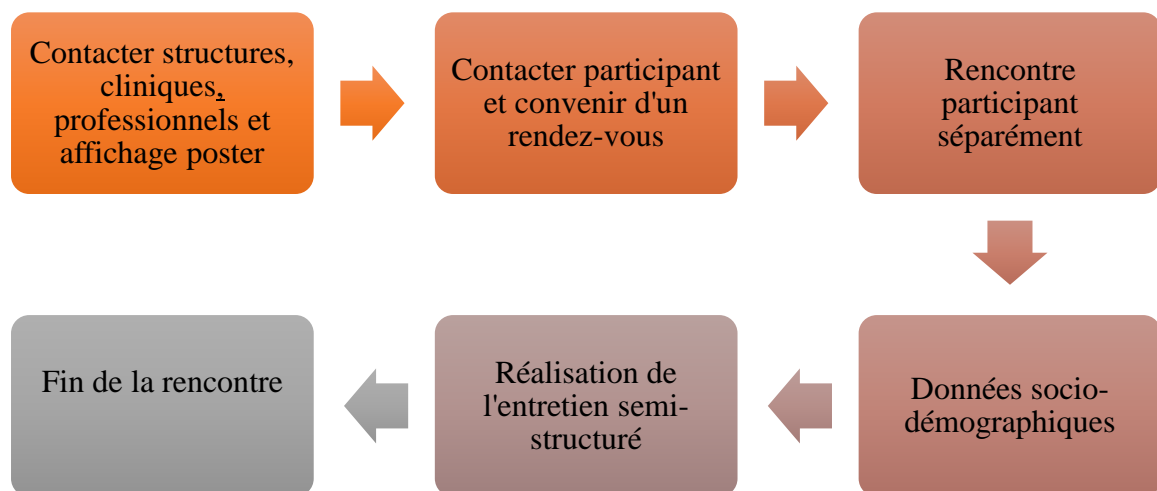 Contacter structures,
cliniques,
professionnels et
affichage poster
Contacter participant
et convenir d'un
rendez-vous
Rencontre
participant
séparément
Données socio-
démographiques
Réalisation de
l'entretien semi-
structuré
Fin de la rencontre